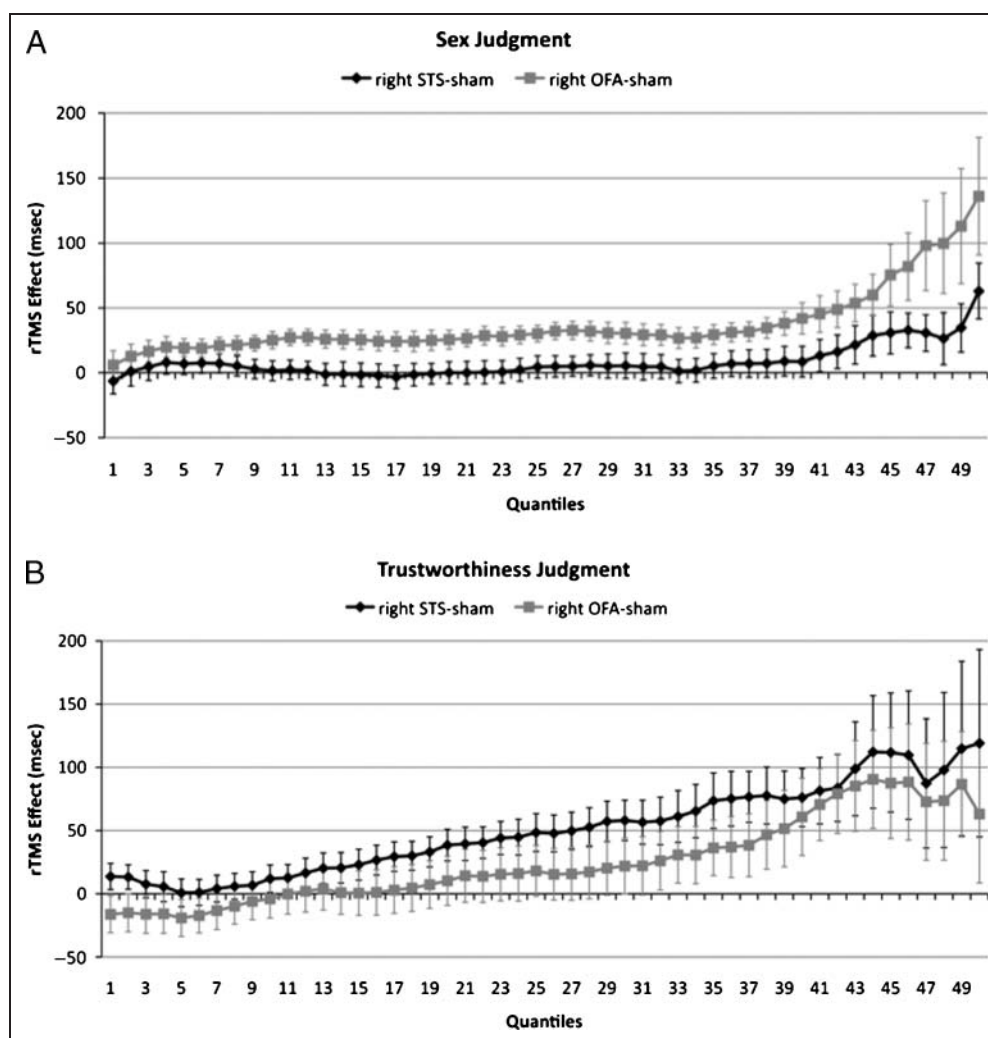 A
Sex Judgment
right STS-sham right OFA-sham
200
150
100
50
0
−50
rTMS Effect (msec)
1 3 5 7 9 11 13 15 17 19 21 23 25 27 29 31 33 35 37 39 41 43 45 47 49
Quantiles
B
Trustworthiness Judgment
right STS-sham right OFA-sham
200
150
100
50
0
−50
rTMS Effect (msec)
1 3 5 7 9 11 13 15 17 19 21 23 25 27 29 31 33 35 37 39 41 43 45 47 49
Quantiles